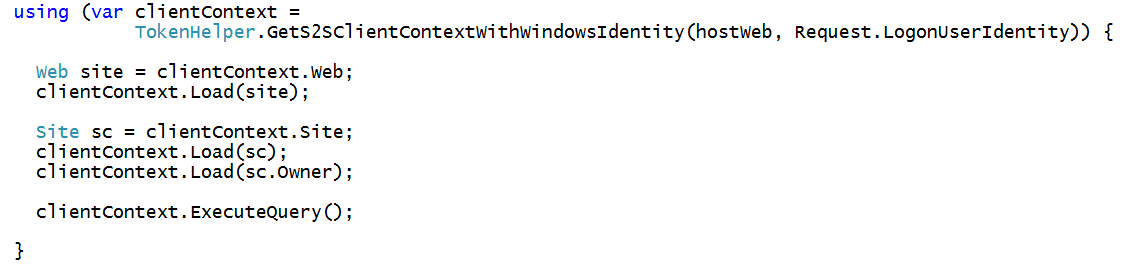 using (var clientContext =
TokenHelper.GetS2SClientContextWithWindowsIdentity(hostWeb, Request.LogonUserIdentity)) {
Web site = clientContext.Web;
clientContext.Load(site);
Site sc = clientContext.Site;
clientContext.Load(sc);
clientContext.Load(sc.Owner);
clientContext.ExecuteQuery();
}